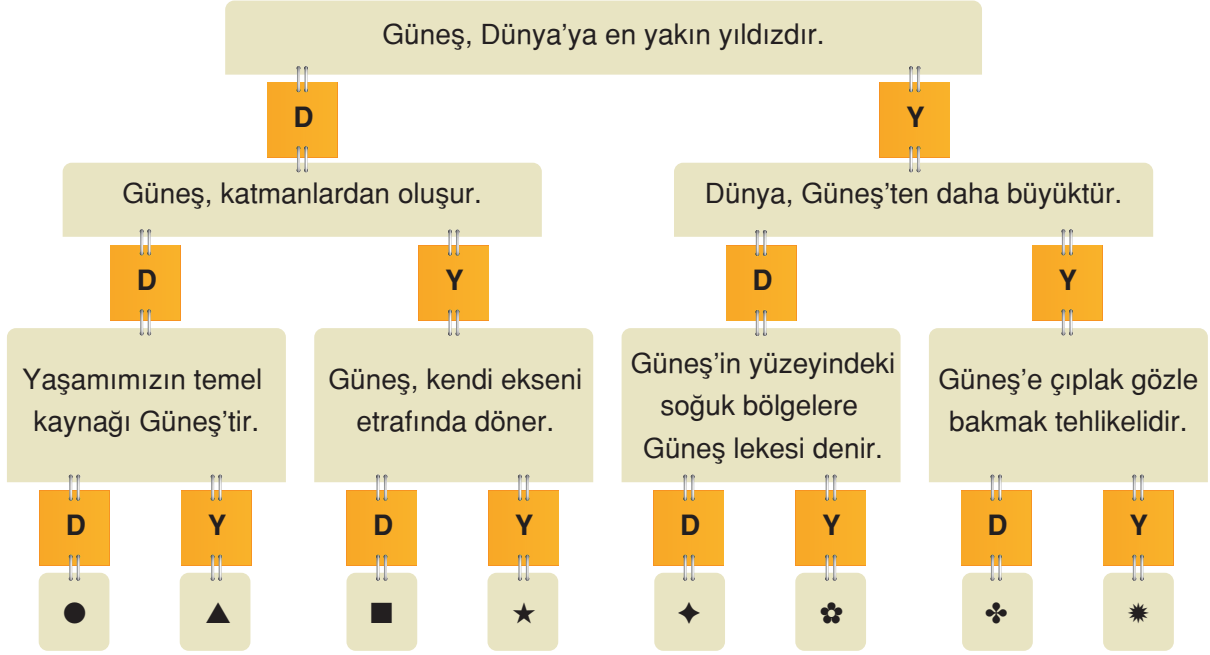 Güneş, Dünya’ya en yakın yıldızdır.
D
Y
Güneş, katmanlardan oluşur.
Dünya, Güneş’ten daha büyüktür.
D
Y
D
Y
Yaşamımızın temel
kaynağı Güneş’tir.
Güneş, kendi ekseni
etrafında döner.
Güneş’in yüzeyindeki
soğuk bölgelere
Güneş lekesi denir.
Güneş’e çıplak gözle
bakmak tehlikelidir.
D
Y
D
Y
D
Y
D
Y